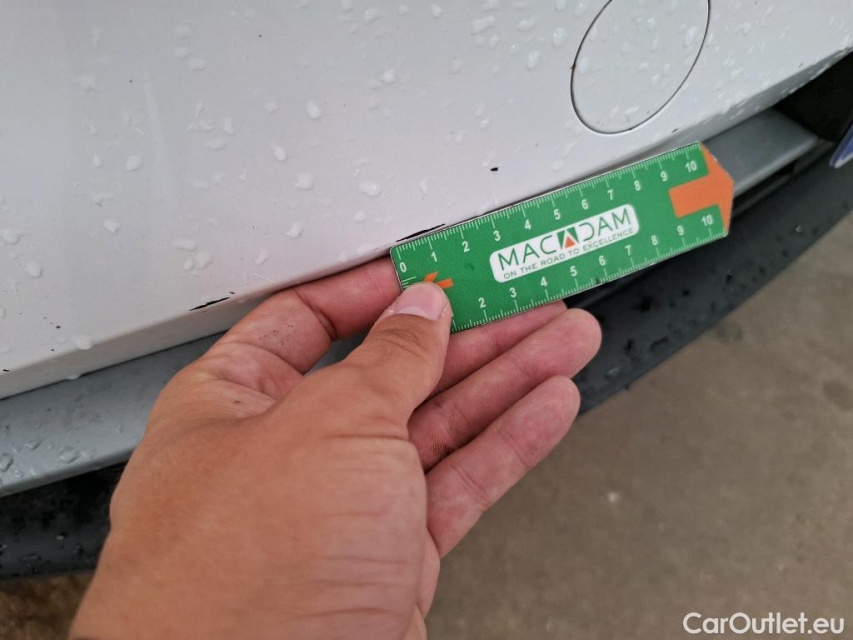 0 1 2 3 4 5 6 7 8 9 10
MACADAM
ON THE ROAD TO EXCELLENCE
2 3 4 5 6 7 8 9 10
CarOutlet.eu